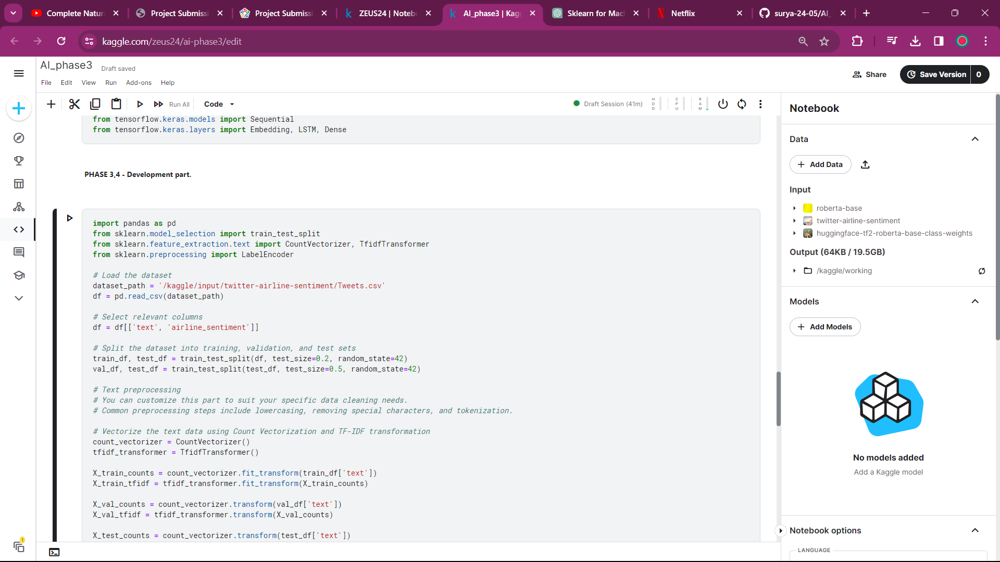 Complete Natur
Project Submissi
Project Submissi
ZEUS24 | Noteb
AI_phase3 | Kag
Sklearn for Mac
Netflix
surya-24-05/AI_
kaggle.com/zeus24/ai-phase3/edit
AI_phase3
Draft saved
File Edit View Run Add-ons Help
Share
Save Version 0
Run All
Code
Draft Session (41m)
HDD
CPU
RAM
from tensorflow.keras.models import Sequential
from tensorflow.keras.layers import Embedding, LSTM, Dense
PHASE 3,4 - Development part.
import pandas as pd
from sklearn.model_selection import train_test_split
from sklearn.feature_extraction.text import CountVectorizer, TfidfTransformer
from sklearn.preprocessing import LabelEncoder
# Load the dataset
dataset_path = '/kaggle/input/twitter-airline-sentiment/Tweets.csv'
df = pd.read_csv(dataset_path)
# Select relevant columns
df = df[['text', 'airline_sentiment']]
# Split the dataset into training, validation, and test sets
train_df, test_df = train_test_split(df, test_size=0.2, random_state=42)
val_df, test_df = train_test_split(test_df, test_size=0.5, random_state=42)
# Text preprocessing
# You can customize this part to suit your specific data cleaning needs.
# Common preprocessing steps include lowercasing, removing special characters, and tokenization.
# Vectorize the text data using Count Vectorization and TF-IDF transformation
count_vectorizer = CountVectorizer()
tfidf_transformer = TfidfTransformer()
X_train_counts = count_vectorizer.fit_transform(train_df['text'])
X_train_tfidf = tfidf_transformer.fit_transform(X_train_counts)
X_val_counts = count_vectorizer.transform(val_df['text'])
X_val_tfidf = tfidf_transformer.transform(X_val_counts)
X_test_counts = count_vectorizer.transform(test_df['text'])
Notebook
Data
Add Data
Input
roberta-base
twitter-airline-sentiment
huggingface-tf2-roberta-base-class-weights
Output (64KB / 19.5GB)
/kaggle/working
Models
Add Models
No models added
Add a Kaggle model
Notebook options
LANGUAGE
1